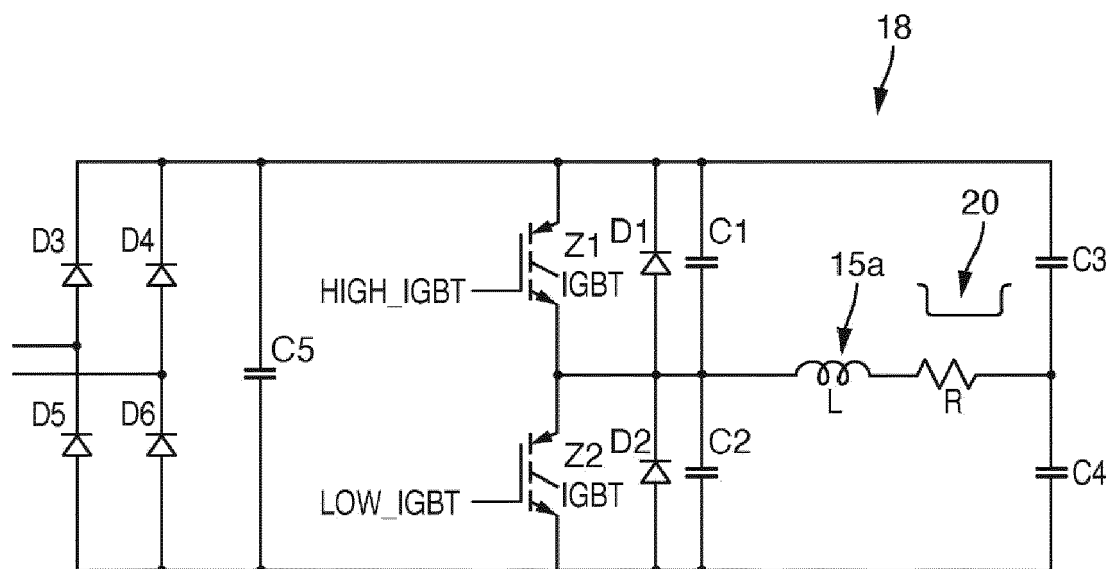 18
20
D3
D4
D1
C1
Z1
IGBT
15a
C3
HIGH_IGBT
C5
L
R
D5
D6
Z2
IGBT
D2
C2
C4
LOW_IGBT